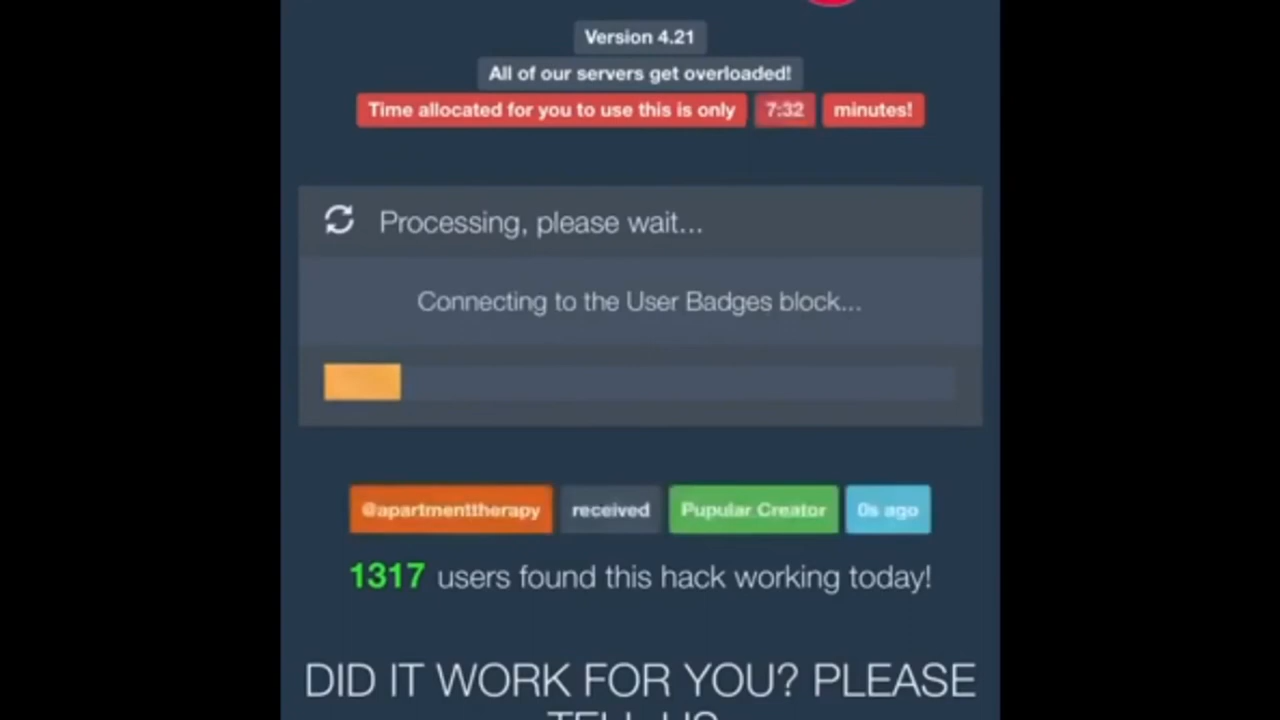 Version 4.21
All of our servers get overloaded!
Time allocated for you to use this is only 7:32 minutes!
Processing, please wait...
Connecting to the User Badges block...
@apartmenttherapy received Pupular Creator 0s ago
1317 users found this hack working today!
DID IT WORK FOR YOU? PLEASE
TELL US